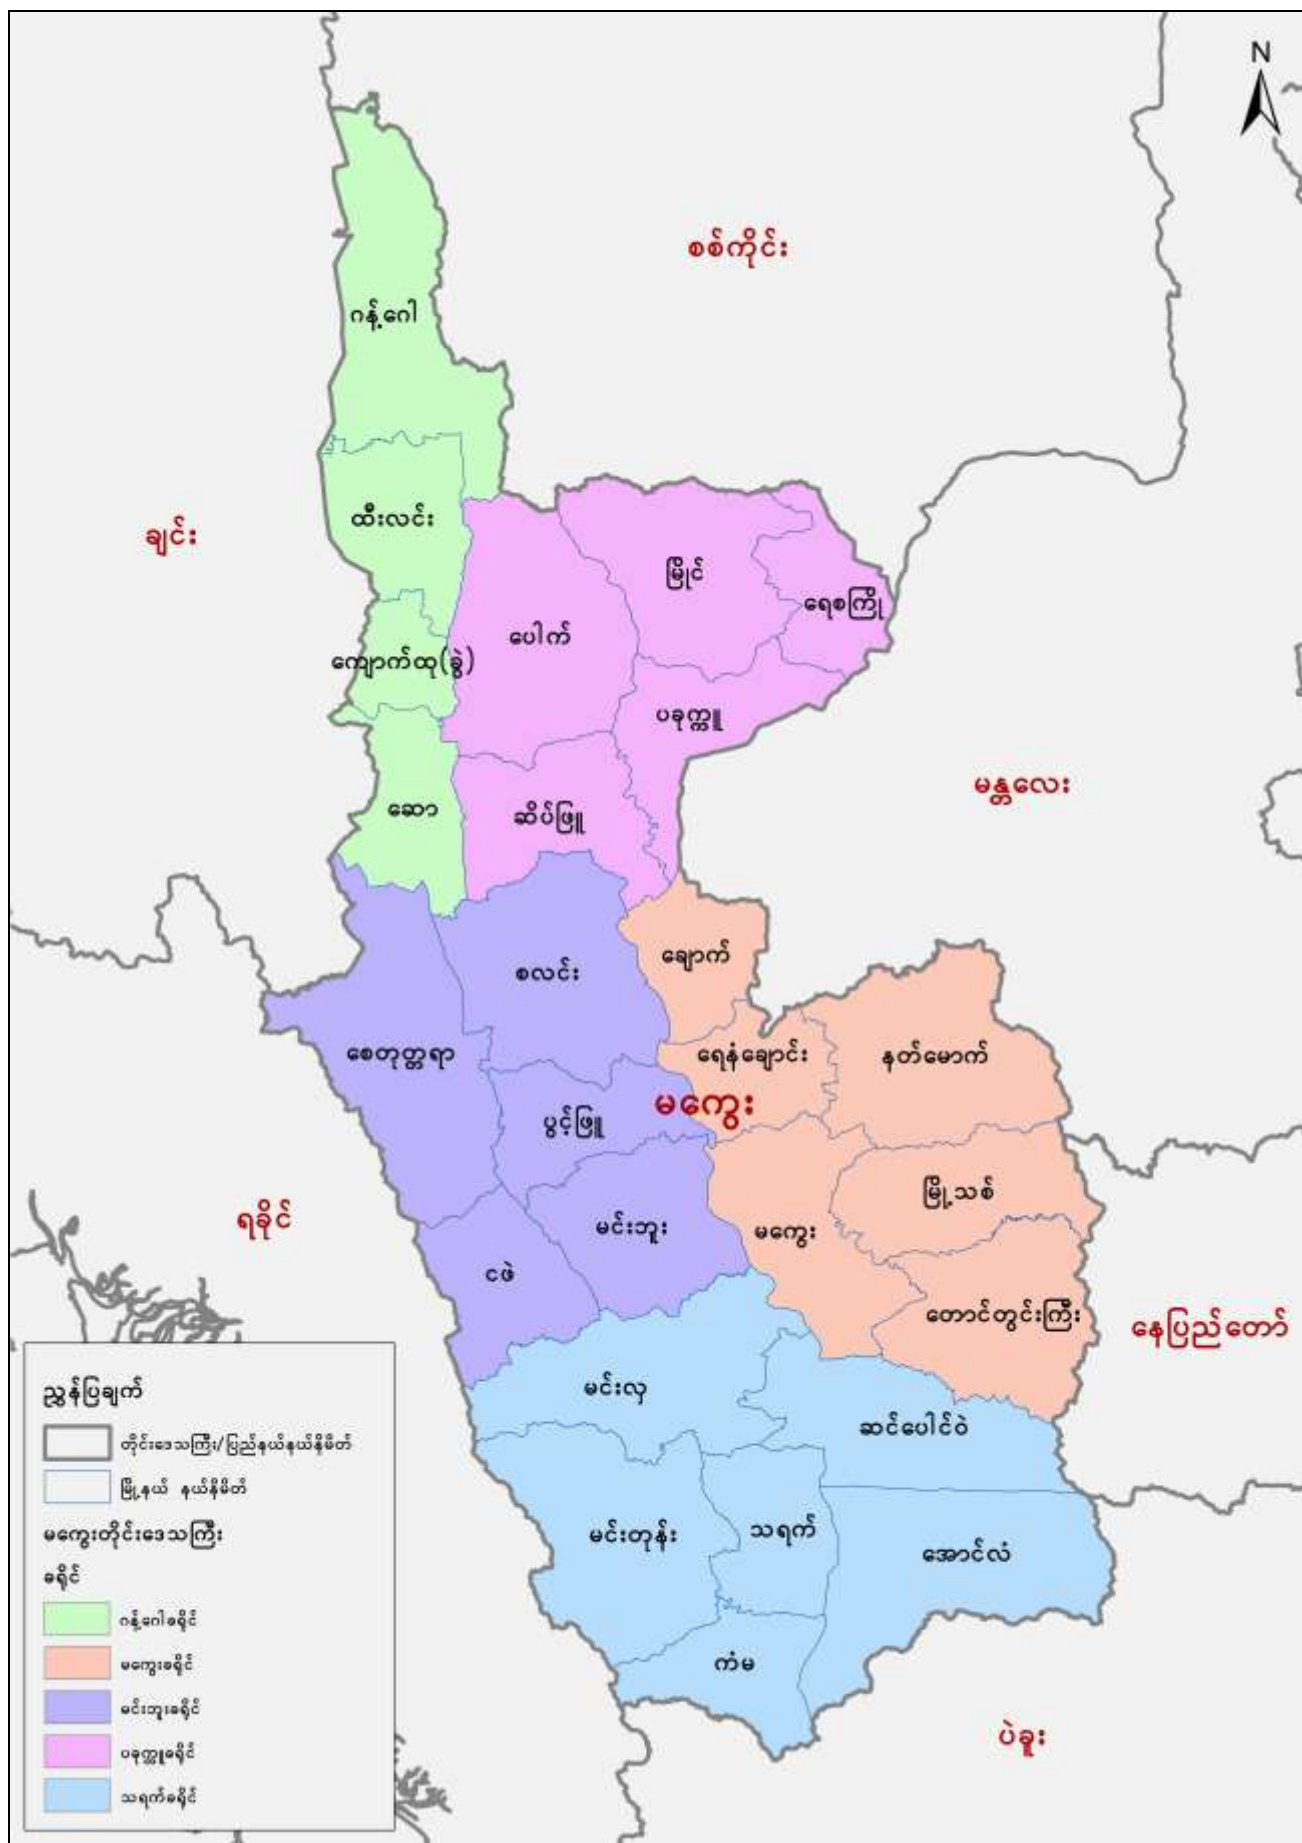 N
စစ်ကိုင်း
ဂန့်ဂေါ
ထီးလင်း
ချင်း
မြိုင်
ရေစကြို
ပေါက်
ကျောက်ထု(ခွဲ)
ပခုက္ကူ
မန္တလေး
ဆော
ဆိပ်ဖြူ
ချောက်
စလင်း
စေတုတ္တရာ
ရေနံချောင်း
နတ်မောက်
မကွေး
ပွင့်ဖြူ
မြို့သစ်
ရခိုင်
မင်းဘူး
မကွေး
ငဖဲ
တောင်တွင်းကြီး
နေပြည်တော်
မင်းလှ
ဆင်ပေါင်ဝဲ
မင်းတုန်း
သရက်
အောင်လံ
ကံမ
ပဲခူး
ညွှန်ပြချက်
တိုင်းဒေသကြီး/ပြည်နယ်နယ်နိမိတ်
မြို့နယ် နယ်နိမိတ်
မကွေးတိုင်းဒေသကြီး
ခရိုင်
ဂန့်ဂေါခရိုင်
မကွေးခရိုင်
မင်းဘူးခရိုင်
ပခုက္ကူခရိုင်
သရက်ခရိုင်